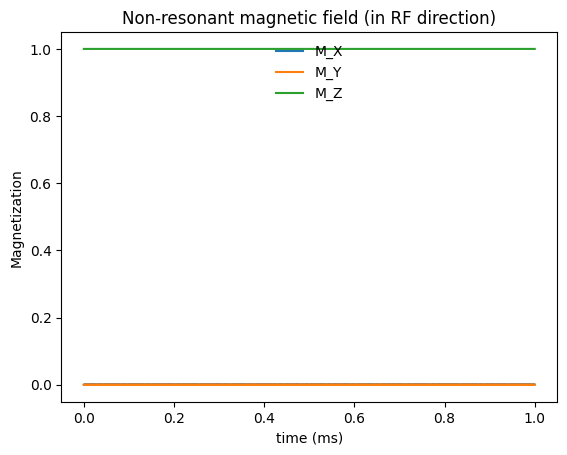 Non-resonant magnetic field (in RF direction)
1.0
0.8
0.6
0.4
0.2
0.0
Magnetization
M_X
M_Y
M_Z
0.0 0.2 0.4 0.6 0.8 1.0
time (ms)